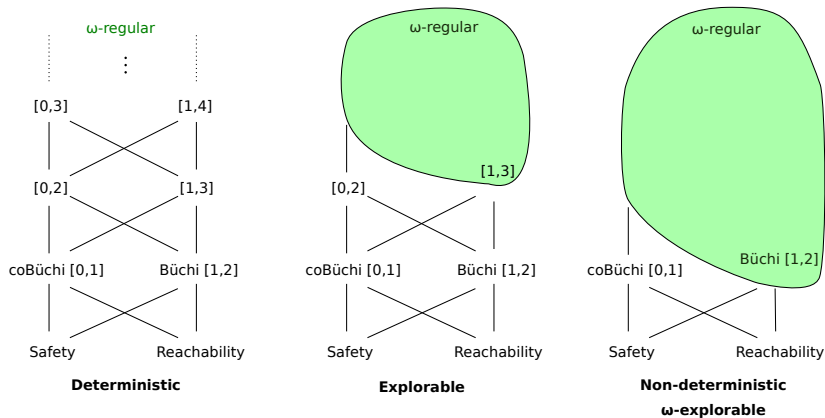 ω-regular
⋮
[0,3] [1,4]
[0,2] [1,3]
coBüchi [0,1] Büchi [1,2]
Safety Reachability
Deterministic
ω-regular
[1,3]
[0,2]
coBüchi [0,1] Büchi [1,2]
Safety Reachability
Explorable
ω-regular
Büchi [1,2]
coBüchi [0,1]
Safety Reachability
Non-deterministic
ω-explorable